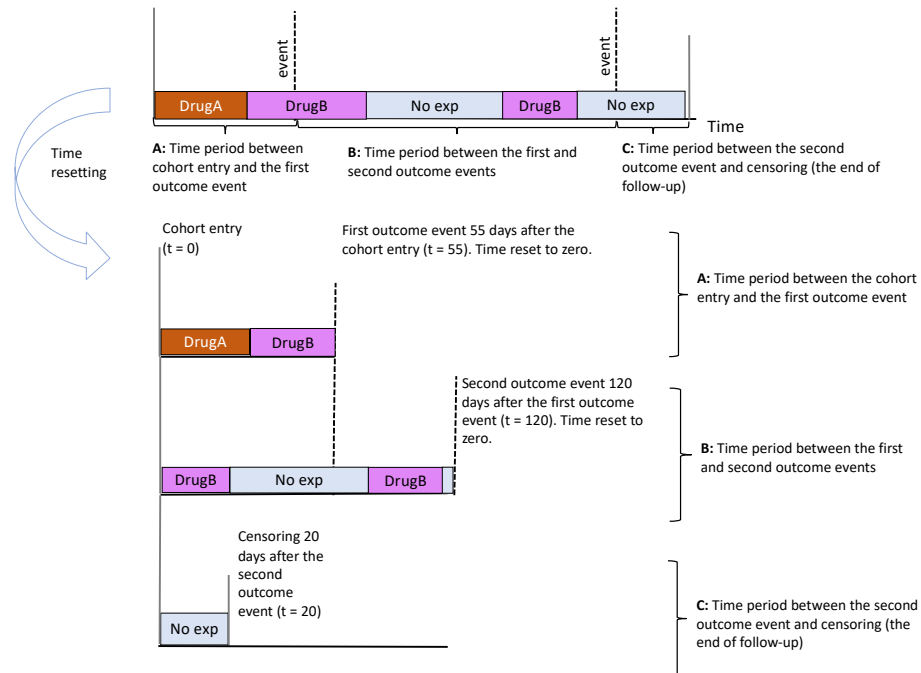 event
event
DrugA
DrugB
No exp
DrugB
No exp
Time
Time
resetting
A: Time period between
cohort entry and the first
outcome event
B: Time period between the first and
second outcome events
C: Time period between the second
outcome event and censoring (the end
of follow-up)
Cohort entry
(t = 0)
First outcome event 55 days after the
cohort entry (t = 55). Time reset to zero.
A: Time period between the cohort
entry and the first outcome event
DrugA
DrugB
Second outcome event 120
days after the first outcome
event (t = 120). Time reset to
zero.
B: Time period between the first
and second outcome events
DrugB
No exp
DrugB
Censoring 20
days after the
second
outcome
event (t = 20)
No exp
C: Time period between the second
outcome event and censoring (the
end of follow-up)